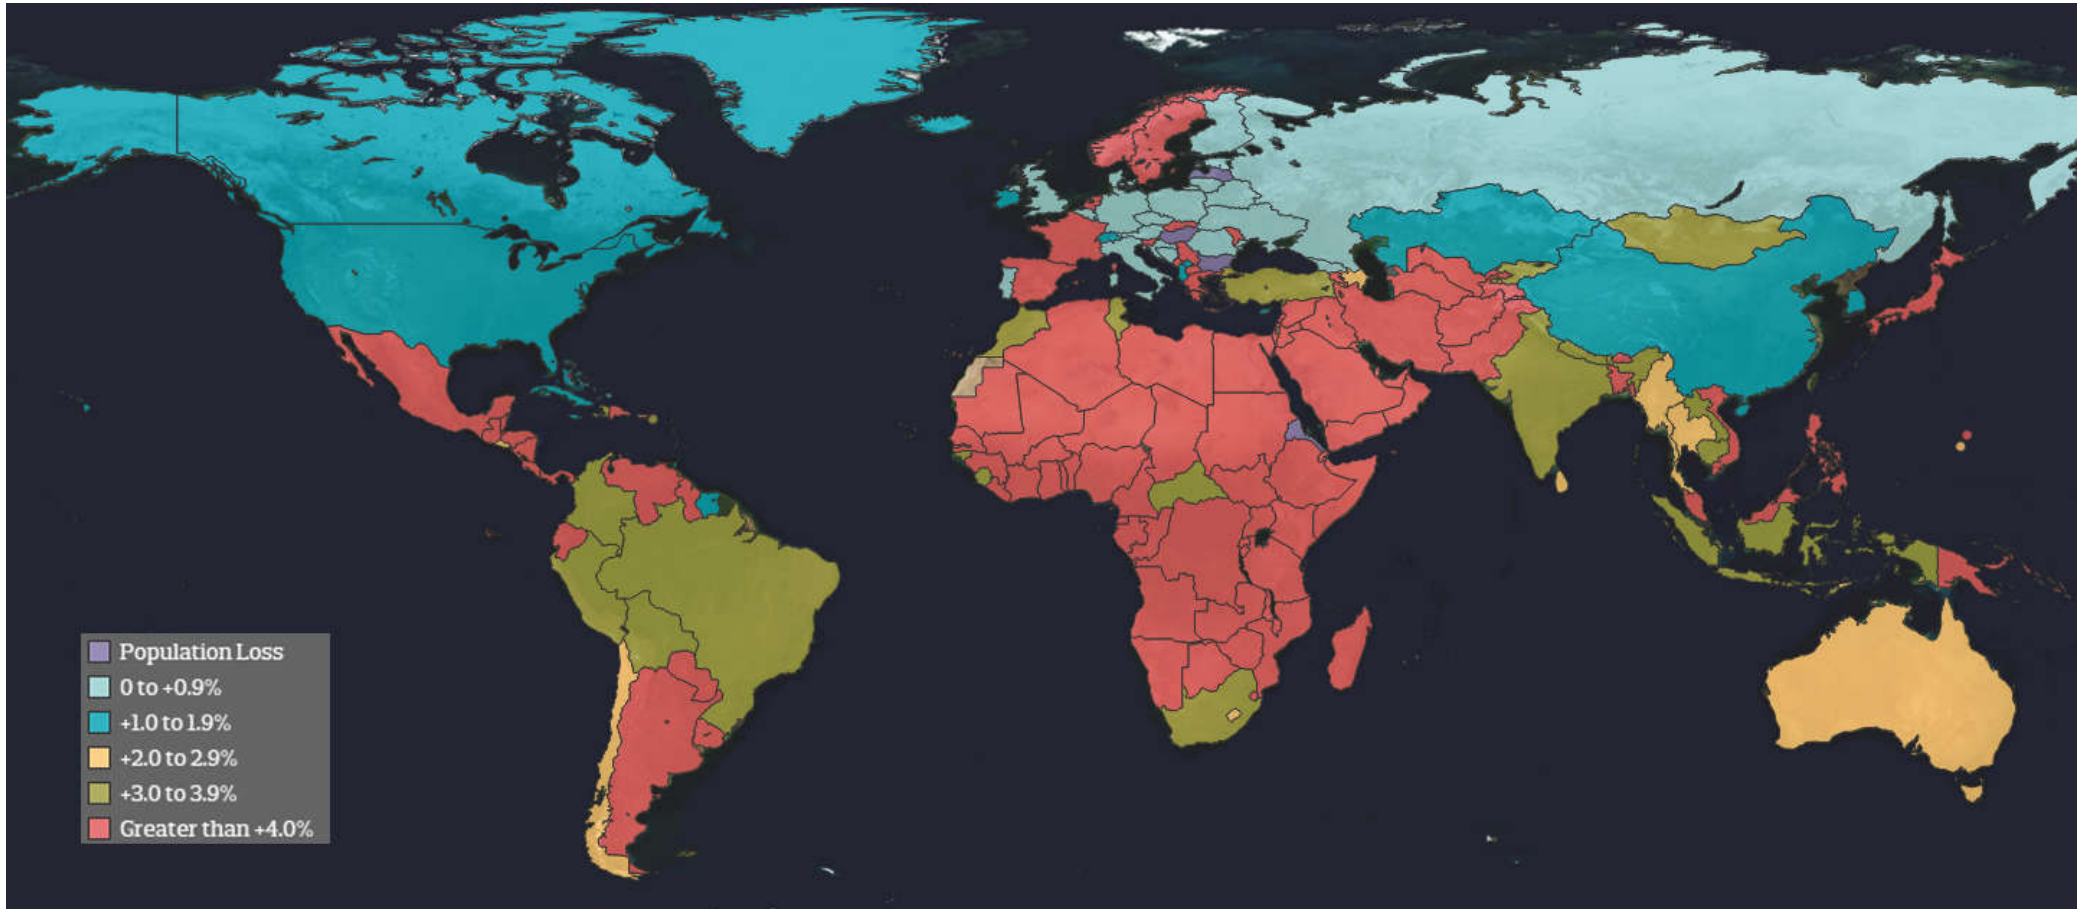 Population Loss
0 to +0.9%
+1.0 to 1.9%
+2.0 to 2.9%
+3.0 to 3.9%
Greater than +4.0%